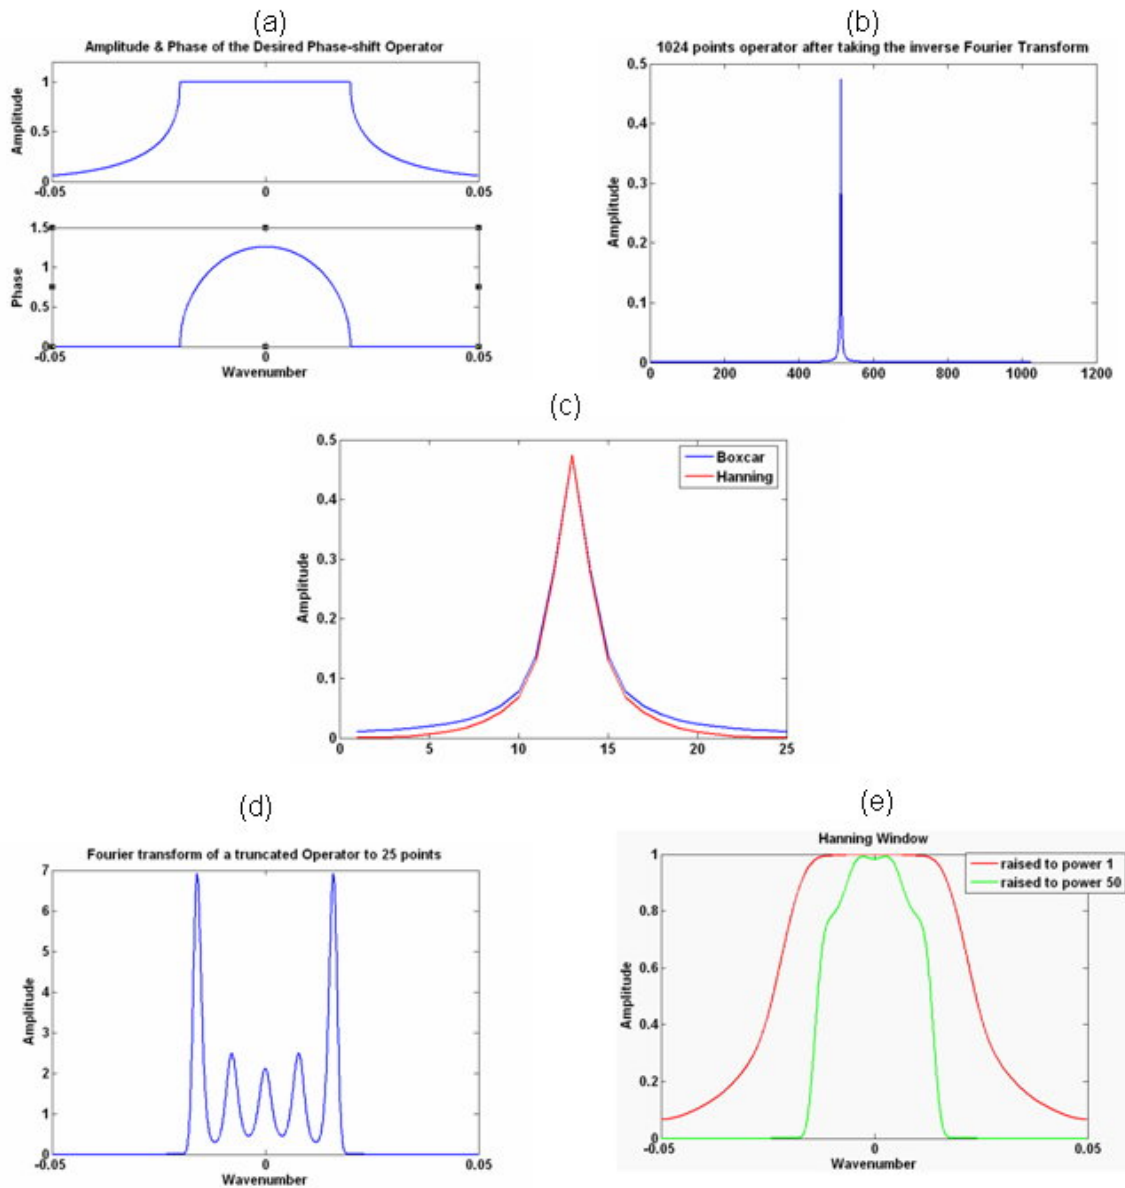 (a)
Amplitude & Phase of the Desired Phase-shift Operator
Amplitude
1
0.5
0
-0.05
0
0.05
Phase
1.5
1
0.5
0
-0.05
0
0.05
Wavenumber
(b)
1024 points operator after taking the inverse Fourier Transform
Amplitude
0.5
0.4
0.3
0.2
0.1
0
0
200
400
600
800
1000
1200
(c)
Amplitude
0.5
0.4
0.3
0.2
0.1
0
0
5
10
15
20
25
Boxcar
Hanning
(d)
Fourier transform of a truncated Operator to 25 points
Amplitude
7
6
5
4
3
2
1
0
-0.05
0
0.05
Wavenumber
(e)
Hanning Window
Amplitude
1
0.8
0.6
0.4
0.2
0
-0.05
0
0.05
Wavenumber
raised to power 1
raised to power 50